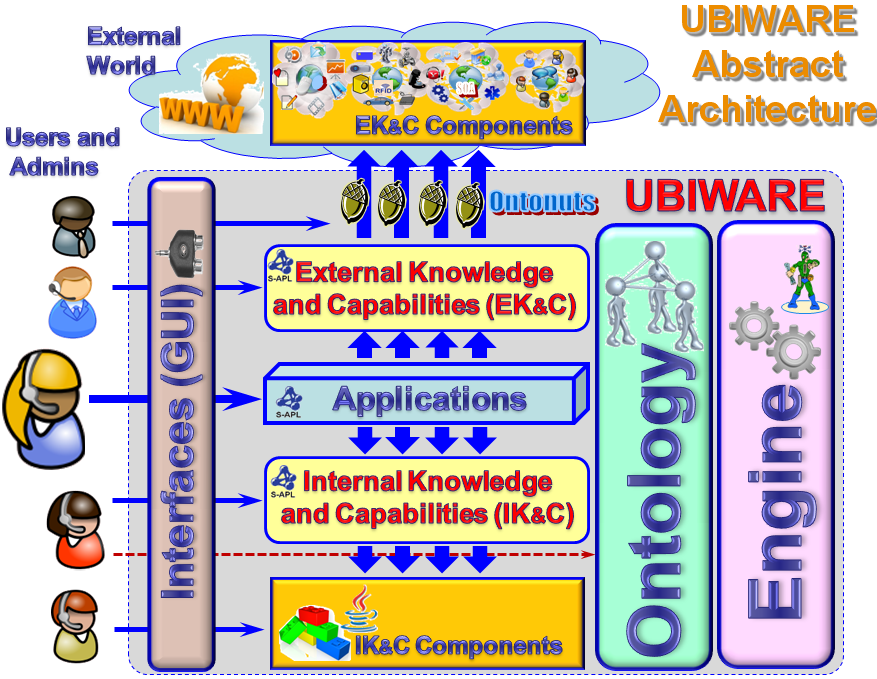 External
World
UBIWARE
Abstract
Architecture
WWW
RFID
SOA
EK&C Components
Users and
Admins
Ontonuts
UBIWARE
S-APL
External Knowledge
and Capabilities (EK&C)
Interfaces (GUI)
S-APL
Applications
S-APL
Internal Knowledge
and Capabilities (IK&C)
Java
IK&C Components
Ontology
Engine